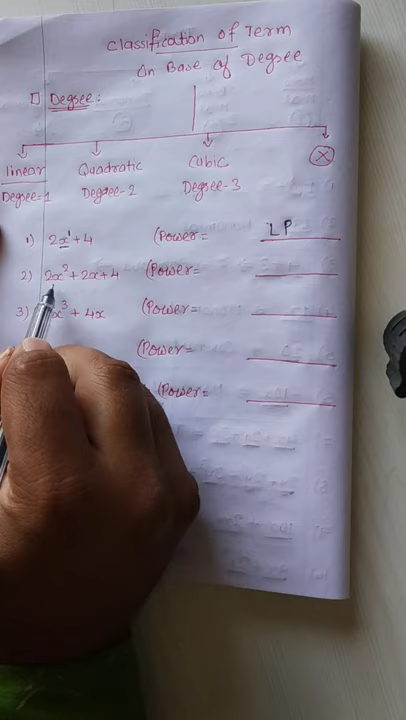 Classification of Term
On Base of Degree
1] Degree:
linear Quadratic Cubic X
Degree=1 Degree-2 Degree-3
1) 2x¹+4 (Power= LP
2) 2x²+2x+4 (Power=
3) x³ + 4x (Power=
(Power=
Power=